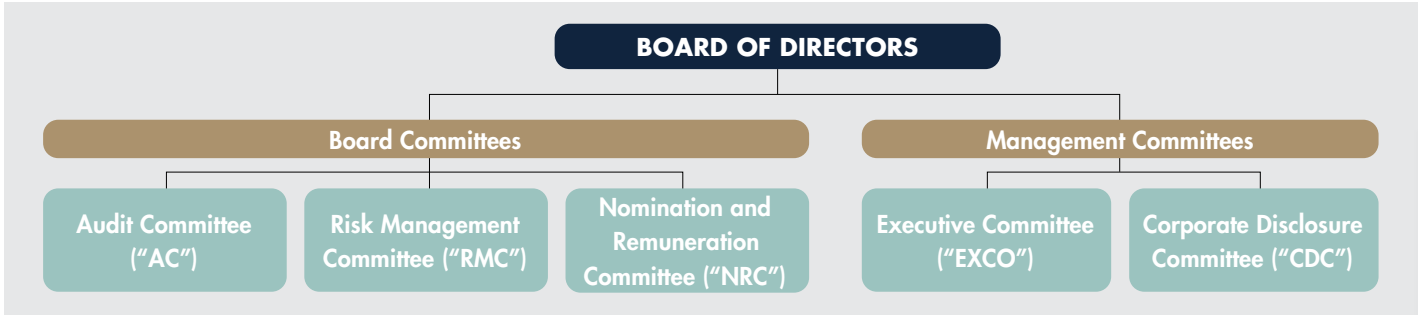 BOARD OF DIRECTORS
Board Committees
Management Committees
Audit Committee
(“AC”)
Risk Management
Committee (“RMC”)
Nomination and
Remuneration
Committee (“NRC”)
Executive Committee
(“EXCO”)
Corporate Disclosure
Committee (“CDC”)